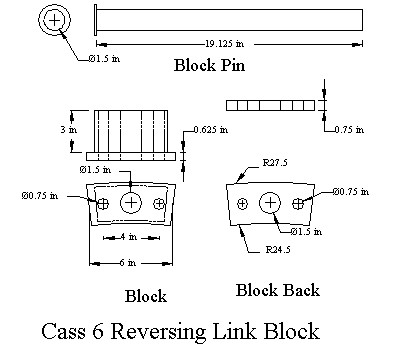 19.125 in
Ø1.5 in
Block Pin
3 in
0.625 in
0.75 in
Ø1.5 in
R27.5
Ø0.75 in
Ø0.75 in
Ø1.5 in
4 in
R24.5
6 in
Block
Block Back
Cass 6 Reversing Link Block